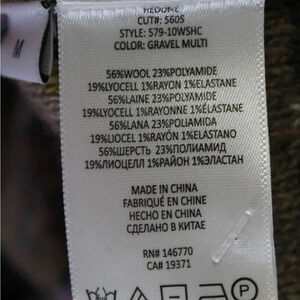 REDONE
CUT#: 5605
STYLE: 579-10WSHC
COLOR: GRAVEL MULTI
56%WOOL 23%POLYAMIDE
19%LYOCELL 1%RAYON 1%ELASTANE
56%LAINE 23%POLYAMIDE
19%LYOCELL 1%RAYONNE 1%ÉLASTANE
56%LANA 23%POLIAMIDA
19%LIOCEL 1%RAYÓN 1%ELASTANO
56%ШЕРСТЬ 23%ПОЛИАМИД
19%ЛИОЦЕЛЛ 1%РАЙОН 1%ЭЛАСТАН
MADE IN CHINA
FABRIQUÉ EN CHINE
HECHO EN CHINA
СДЕЛАНО В КИТАЕ
RN# 146770
CA# 19371
P